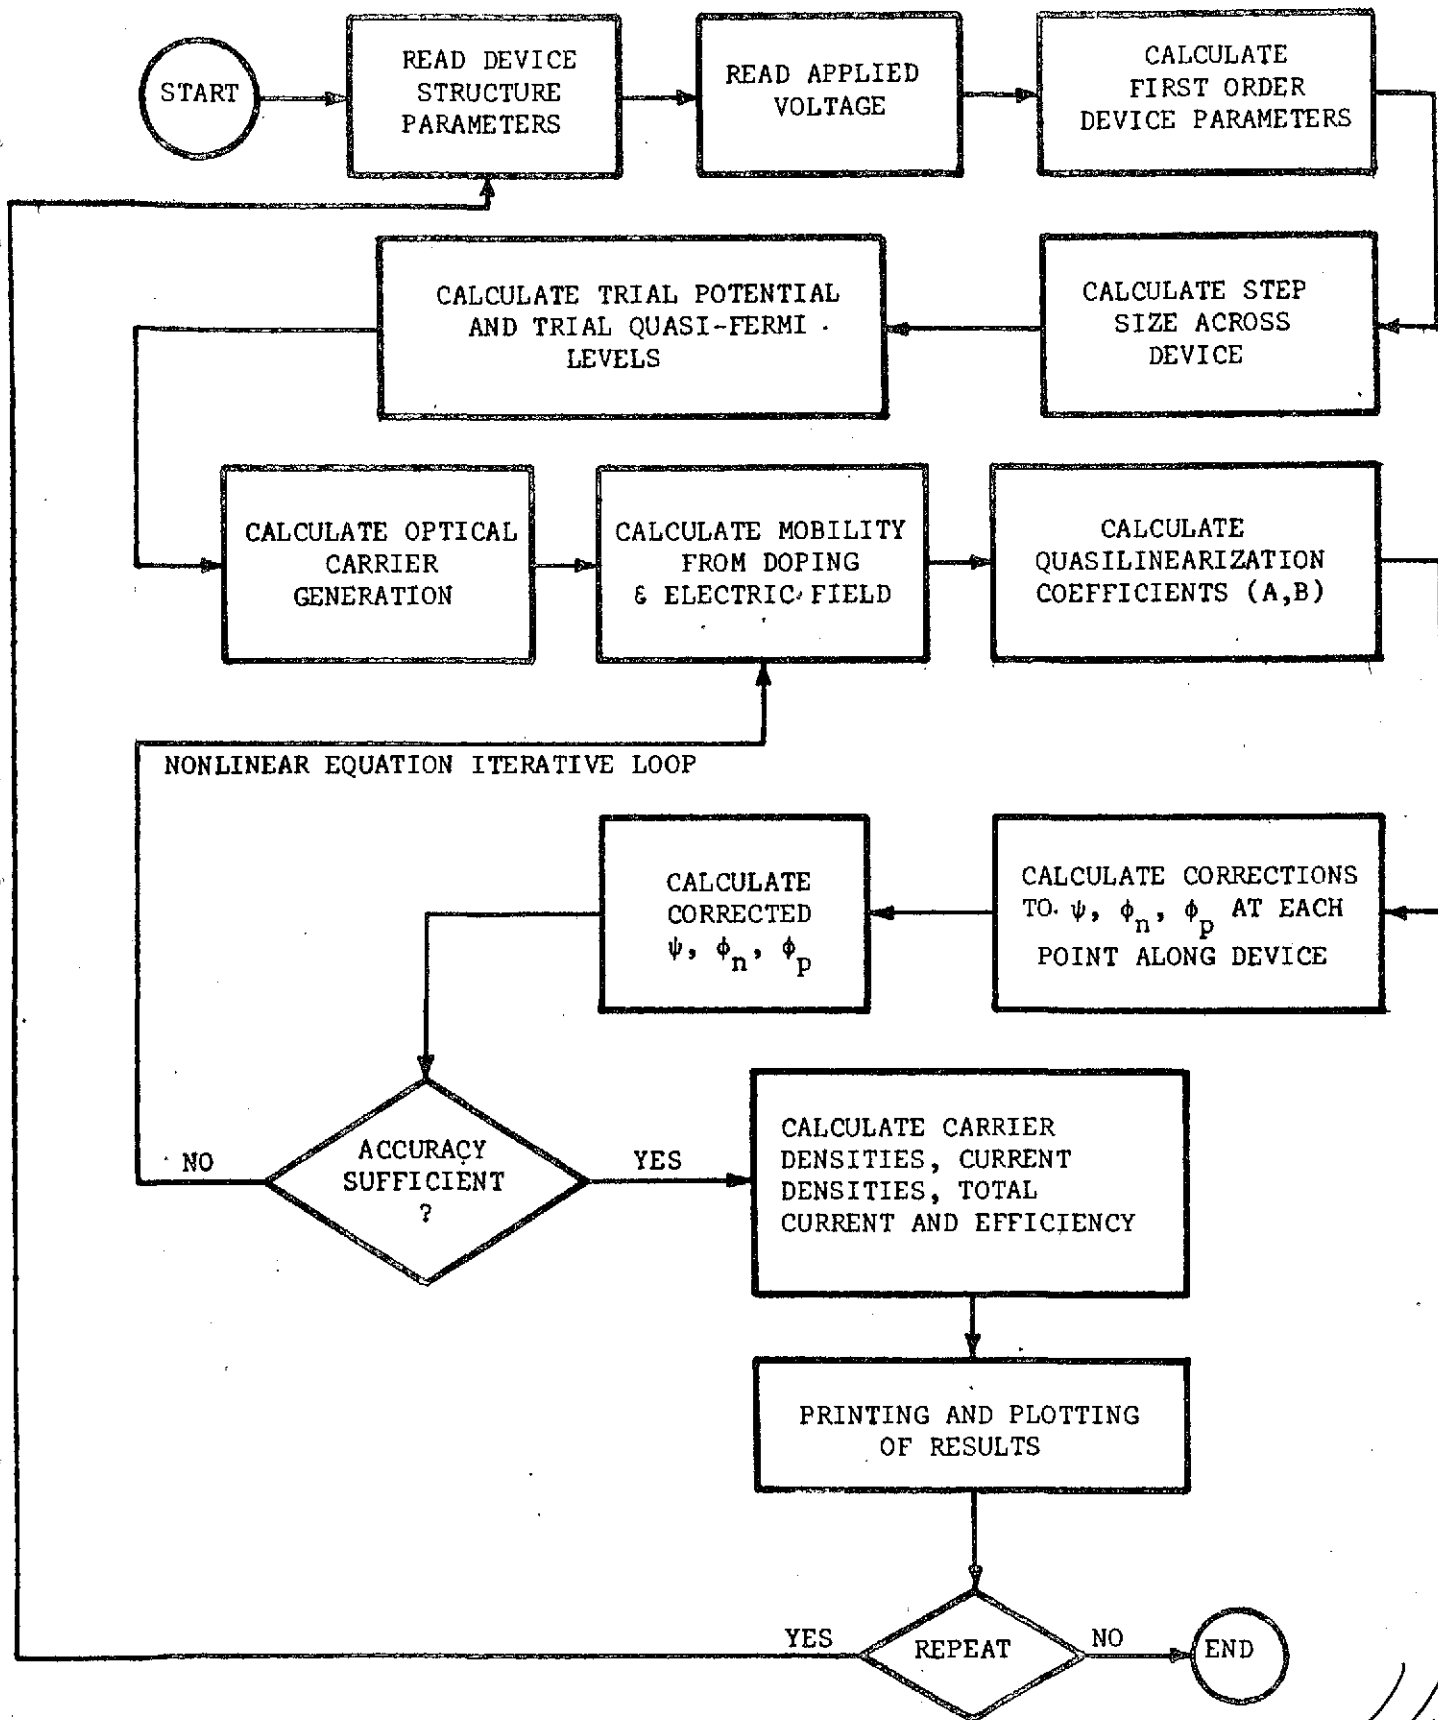 START
READ DEVICE
STRUCTURE
PARAMETERS
READ APPLIED
VOLTAGE
CALCULATE
FIRST ORDER
DEVICE PARAMETERS
CALCULATE STEP
SIZE ACROSS
DEVICE
CALCULATE TRIAL POTENTIAL
AND TRIAL QUASI-FERMI
LEVELS
CALCULATE OPTICAL
CARRIER
GENERATION
CALCULATE MOBILITY
FROM DOPING
& ELECTRIC FIELD
CALCULATE
QUASILINEARIZATION
COEFFICIENTS (A,B)
NONLINEAR EQUATION ITERATIVE LOOP
CALCULATE CORRECTIONS
TO ψ, ϕn, ϕp AT EACH
POINT ALONG DEVICE
CALCULATE
CORRECTED
ψ, ϕn, ϕp
ACCURACY
SUFFICIENT
?
NO
YES
CALCULATE CARRIER
DENSITIES, CURRENT
DENSITIES, TOTAL
CURRENT AND EFFICIENCY
PRINTING AND PLOTTING
OF RESULTS
REPEAT
YES
NO
END